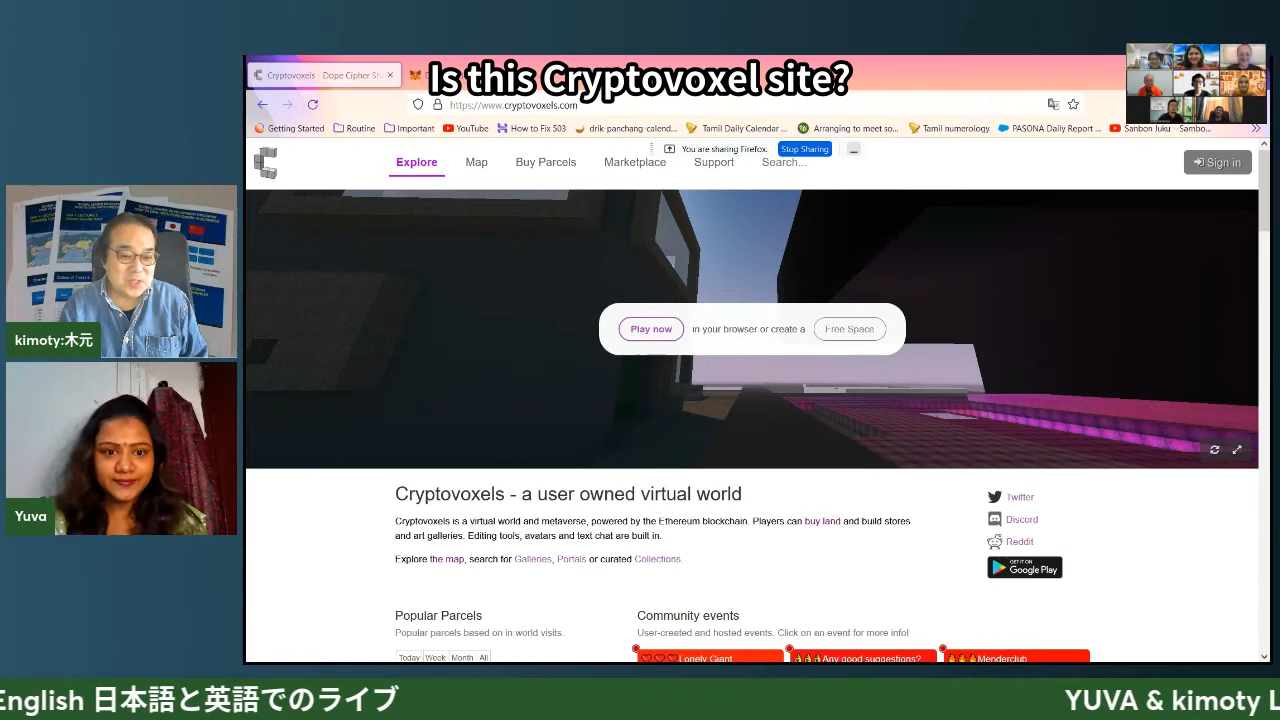 Is this Cryptovoxel site?
Cryptovoxels - Dope Cipher
https://www.cryptovoxels.com
Getting Started Routine Important YouTube How to Fix 503 drik-panchang-calend... Tamil Daily Calendar ... Arranging to meet so... Tamil numerology PASONA Daily Report ... Sanbon Juku — Sambo...
You are sharing Firefox. Stop Sharing
Explore Map Buy Parcels Marketplace Support Search... Sign in
Play now in your browser or create a Free Space
kimoty:木元
Yuva
Cryptovoxels - a user owned virtual world
Cryptovoxels is a virtual world and metaverse, powered by the Ethereum blockchain. Players can buy land and build stores
and art galleries. Editing tools, avatars and text chat are built in.
Explore the map, search for Galleries, Portals or curated Collections.
Twitter
Discord
Reddit
GET IT ON
Google Play
Popular Parcels
Popular parcels based on in world visits.
Today Week Month All
Community events
User-created and hosted events. Click on an event for more info!
Lonely Giant Any good suggestions? Menderclub
English 日本語と英語でのライブ YUVA & kimoty L